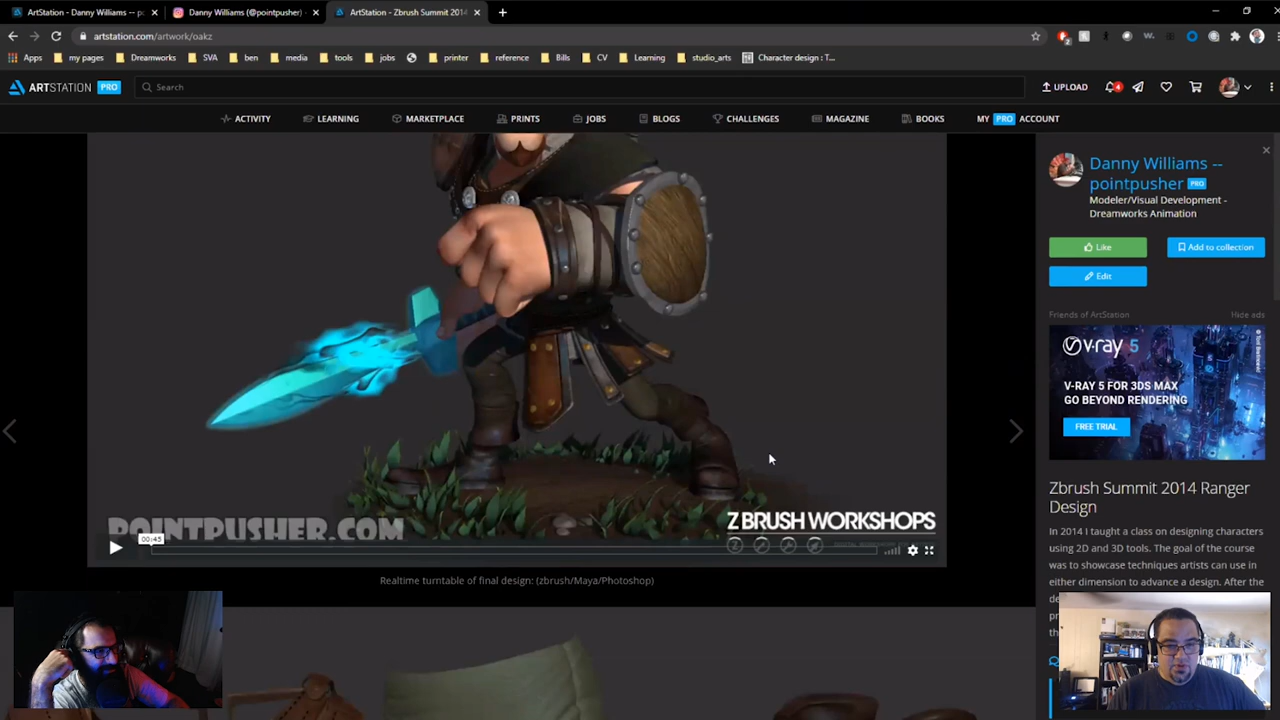 ArtStation - Danny Williams -- po
Danny Williams (@pointpusher) ·
ArtStation - Zbrush Summit 2014
artstation.com/artwork/oakz
Apps my pages Dreamworks SVA ben media tools jobs printer reference Bills CV Learning studio_arts Character design : T...
ARTSTATION PRO Search UPLOAD 4
ACTIVITY LEARNING MARKETPLACE PRINTS JOBS BLOGS CHALLENGES MAGAZINE BOOKS MY PRO ACCOUNT
Danny Williams --
pointpusher PRO
Modeler/Visual Development -
Dreamworks Animation
Like Add to collection
Edit
Friends of ArtStation Hide ads
v-ray 5
V-RAY 5 FOR 3DS MAX
GO BEYOND RENDERING
FREE TRIAL
Zbrush Summit 2014 Ranger
Design
In 2014 I taught a class on designing characters
using 2D and 3D tools. The goal of the course
was to showcase techniques artists can use in
either dimension to advance a design. After the
POINTPUSHER.COM
ZBRUSH WORKSHOPS
00:45
Realtime turntable of final design: (zbrush/Maya/Photoshop)